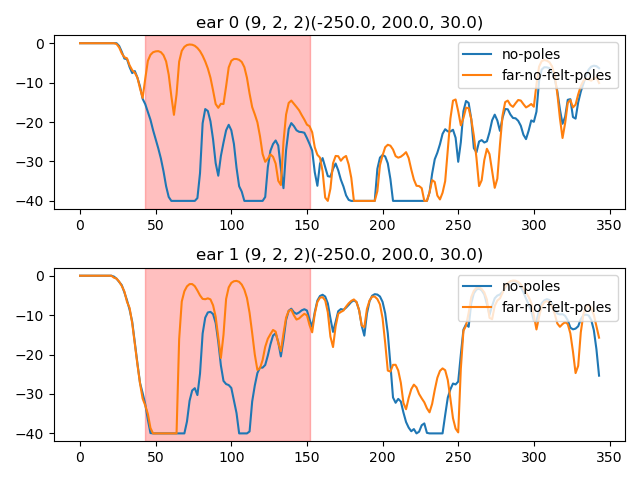 ear 0 (9, 2, 2)(-250.0, 200.0, 30.0)
0
−10
−20
−30
−40
no-poles
far-no-felt-poles
0 50 100 150 200 250 300 350
ear 1 (9, 2, 2)(-250.0, 200.0, 30.0)
0
−10
−20
−30
−40
no-poles
far-no-felt-poles
0 50 100 150 200 250 300 350